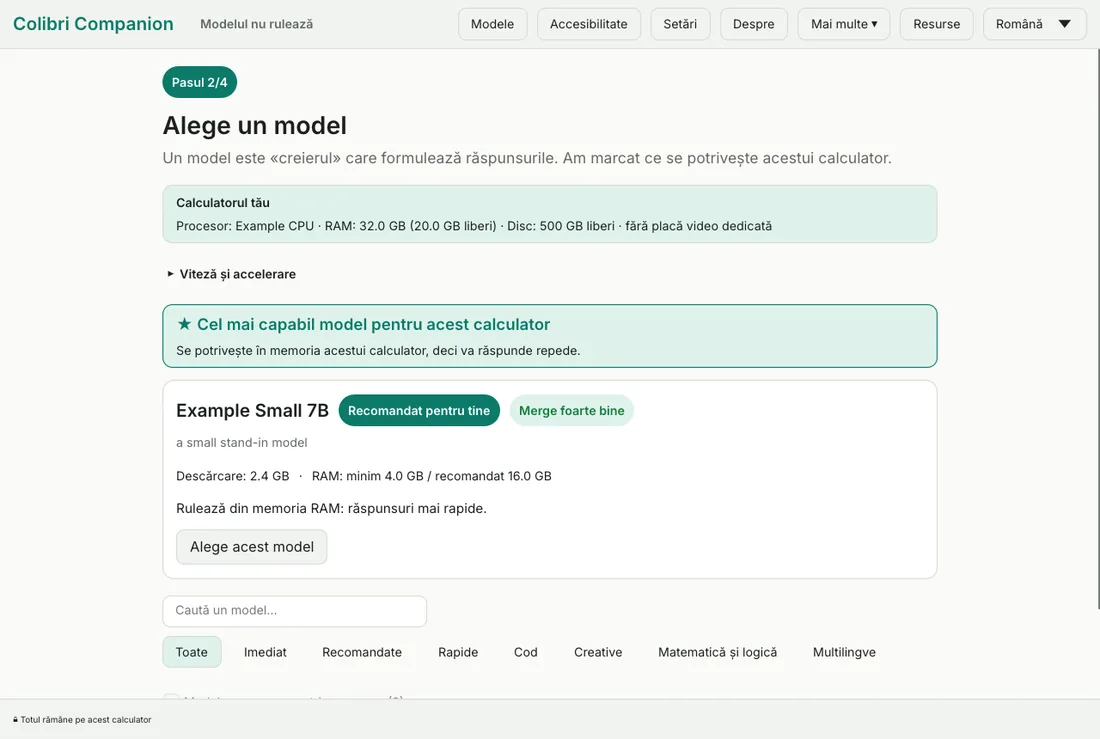 Colibri Companion
Modelul nu rulează
Modele
Accesibilitate
Setări
Despre
Mai multe ▾
Resurse
Română
Pasul 2/4
Alege un model
Un model este «creierul» care formulează răspunsurile. Am marcat ce se potrivește acestui calculator.
Calculatorul tău
Procesor: Example CPU · RAM: 32.0 GB (20.0 GB liberi) · Disc: 500 GB liberi · fără placă video dedicată
▸ Viteză și accelerare
★ Cel mai capabil model pentru acest calculator
Se potrivește în memoria acestui calculator, deci va răspunde repede.
Example Small 7B
Recomandat pentru tine
Merge foarte bine
a small stand-in model
Descărcare: 2.4 GB · RAM: minim 4.0 GB / recomandat 16.0 GB
Rulează din memoria RAM: răspunsuri mai rapide.
Alege acest model
Caută un model...
Toate
Imediat
Recomandate
Rapide
Cod
Creative
Matematică și logică
Multilingve
Totul rămâne pe acest calculator